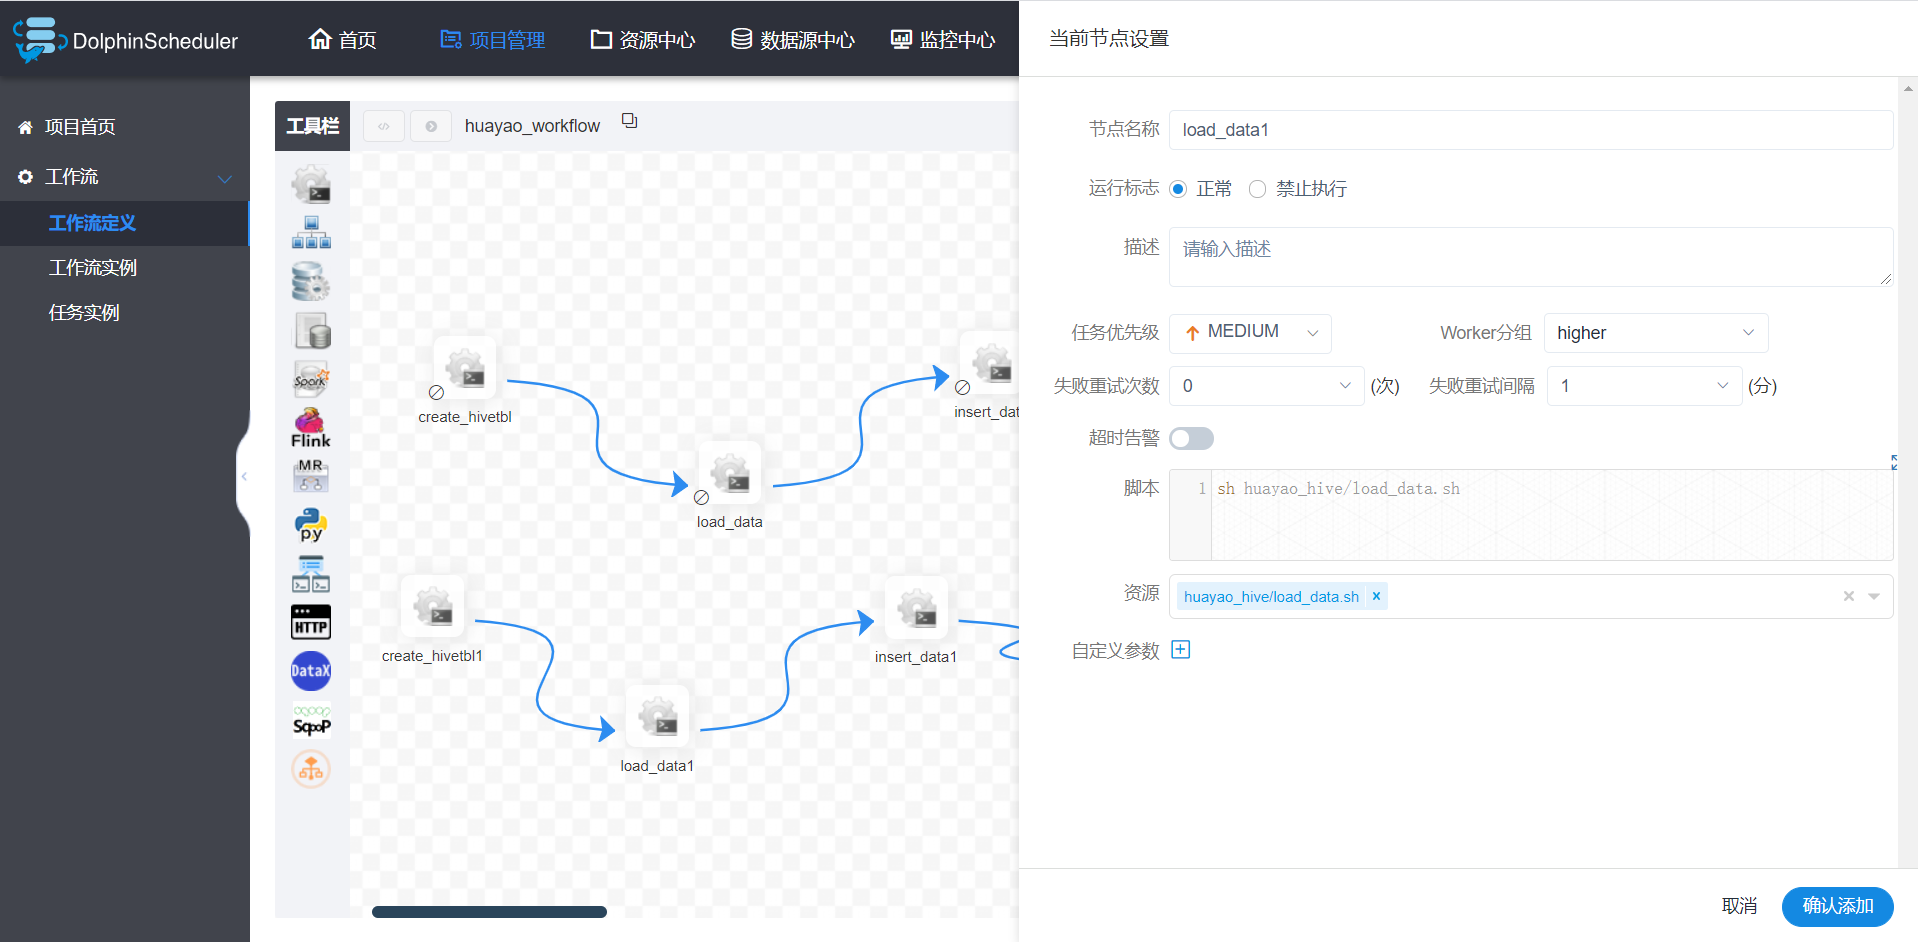 DolphinScheduler
首页
项目管理
资源中心
数据源中心
监控中心
当前节点设置
项目首页
工作流
工作流定义
工作流实例
任务实例
工具栏
huayao_workflow
Spark
Flink
MR
py
HTTP
DataX
SqooP
create_hivetbl
load_data
insert_dat
create_hivetbl1
load_data1
insert_data1
节点名称 load_data1
运行标志 正常 禁止执行
描述 请输入描述
任务优先级 MEDIUM Worker分组 higher
失败重试次数 0 (次) 失败重试间隔 1 (分)
超时告警
脚本 1 sh huayao_hive/load_data.sh
资源 huayao_hive/load_data.sh ×
自定义参数
取消 确认添加